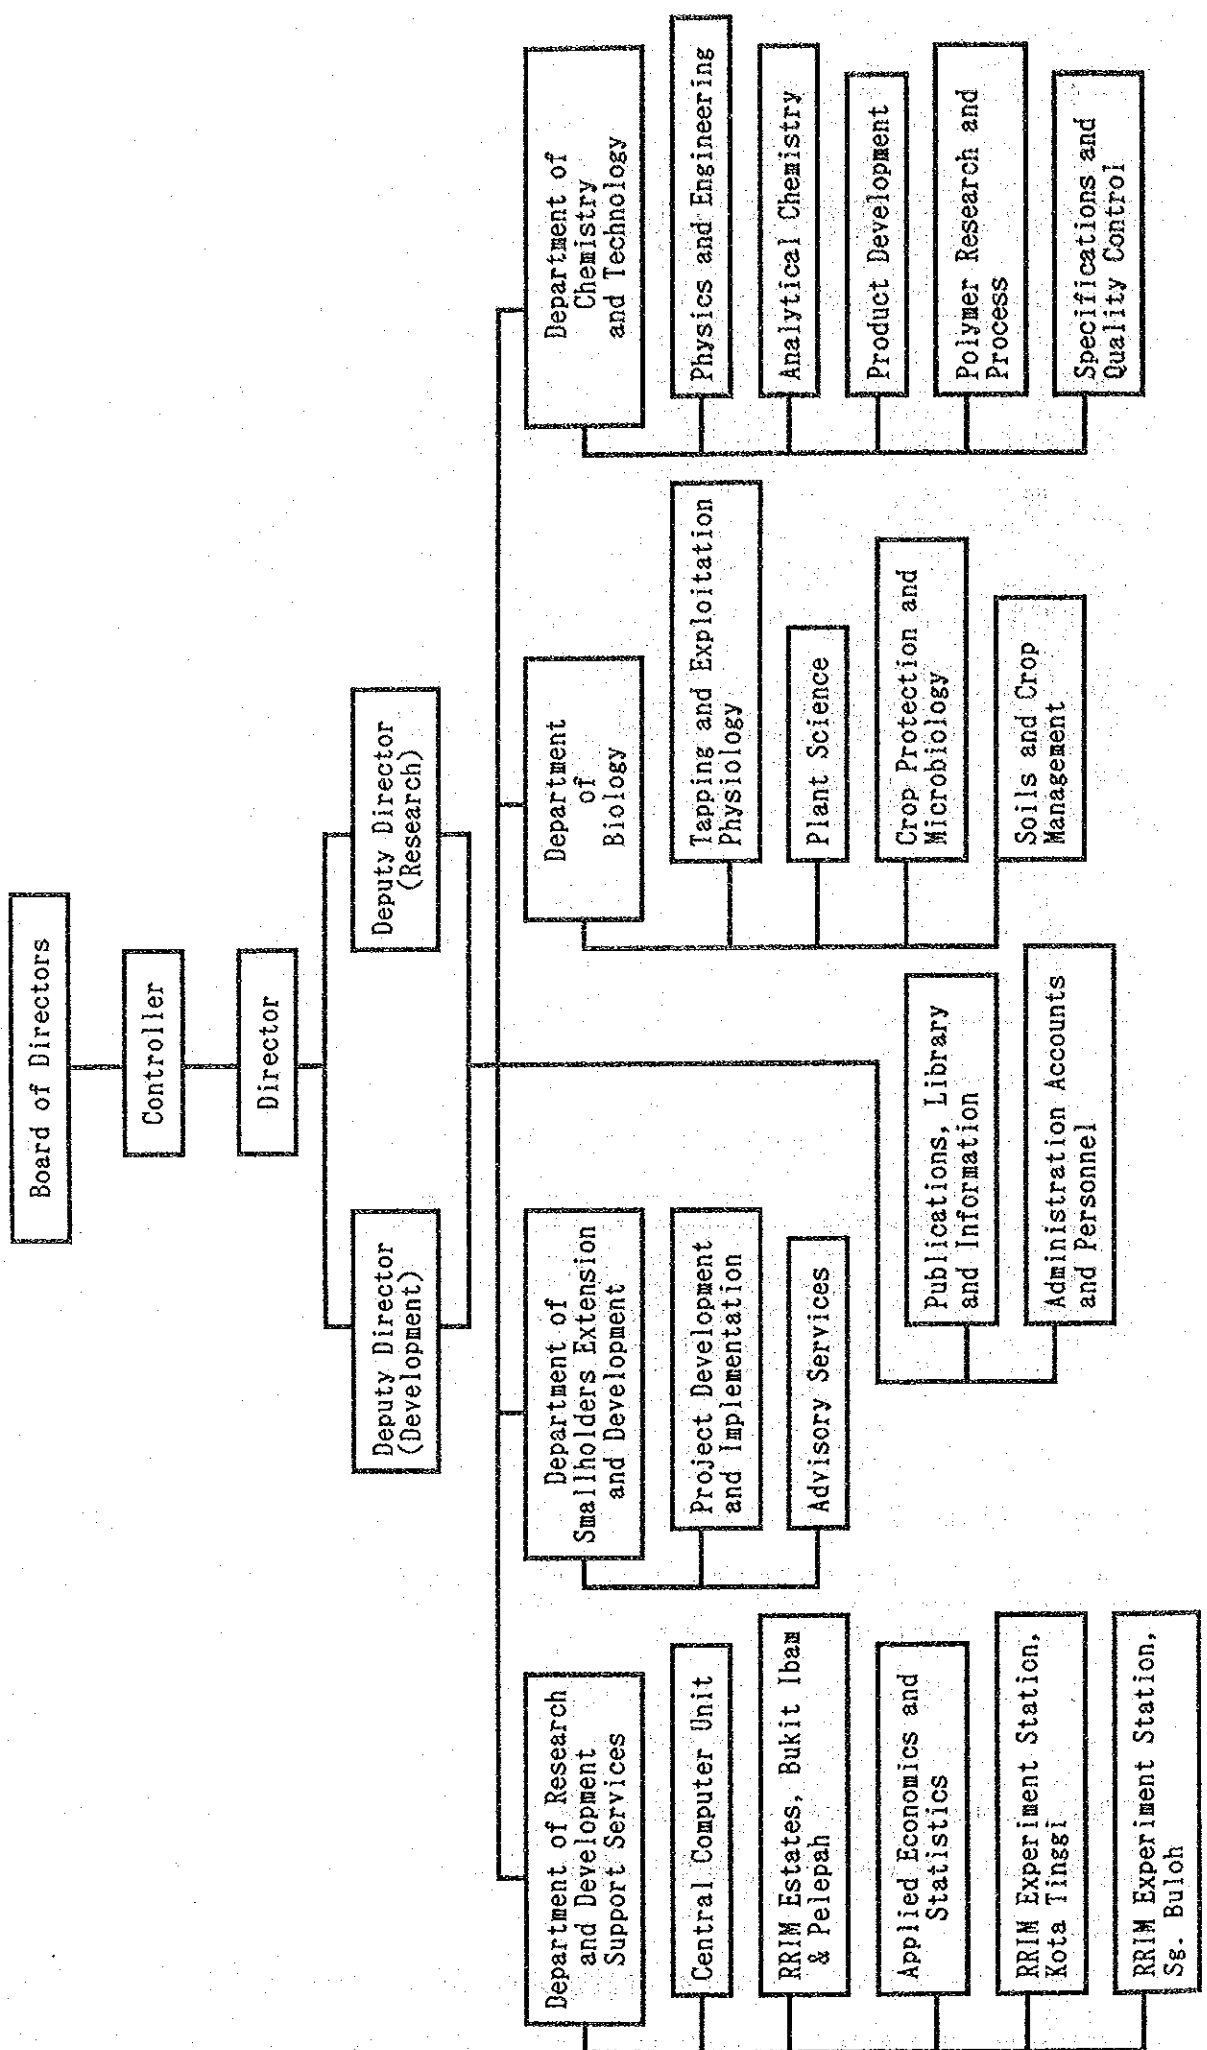 Board of Directors
Controller
Director
Deputy Director
(Development)
Deputy Director
(Research)
Department of Research
and Development
Support Services
Central Computer Unit
RRIM Estates, Bukit Ibam
& Pelepah
Applied Economics and
Statistics
RRIM Experiment Station,
Kota Tinggi
RRIM Experiment Station,
Sg. Buloh
Department of
Smallholders Extension
and Development
Project Development
and Implementation
Advisory Services
Publications, Library
and Information
Administration Accounts
and Personnel
Department
of
Biology
Tapping and Exploitation
Physiology
Plant Science
Crop Protection and
Microbiology
Soils and Crop
Management
Department of
Chemistry
and Technology
Physics and Engineering
Analytical Chemistry
Product Development
Polymer Research and
Process
Specifications and
Quality Control